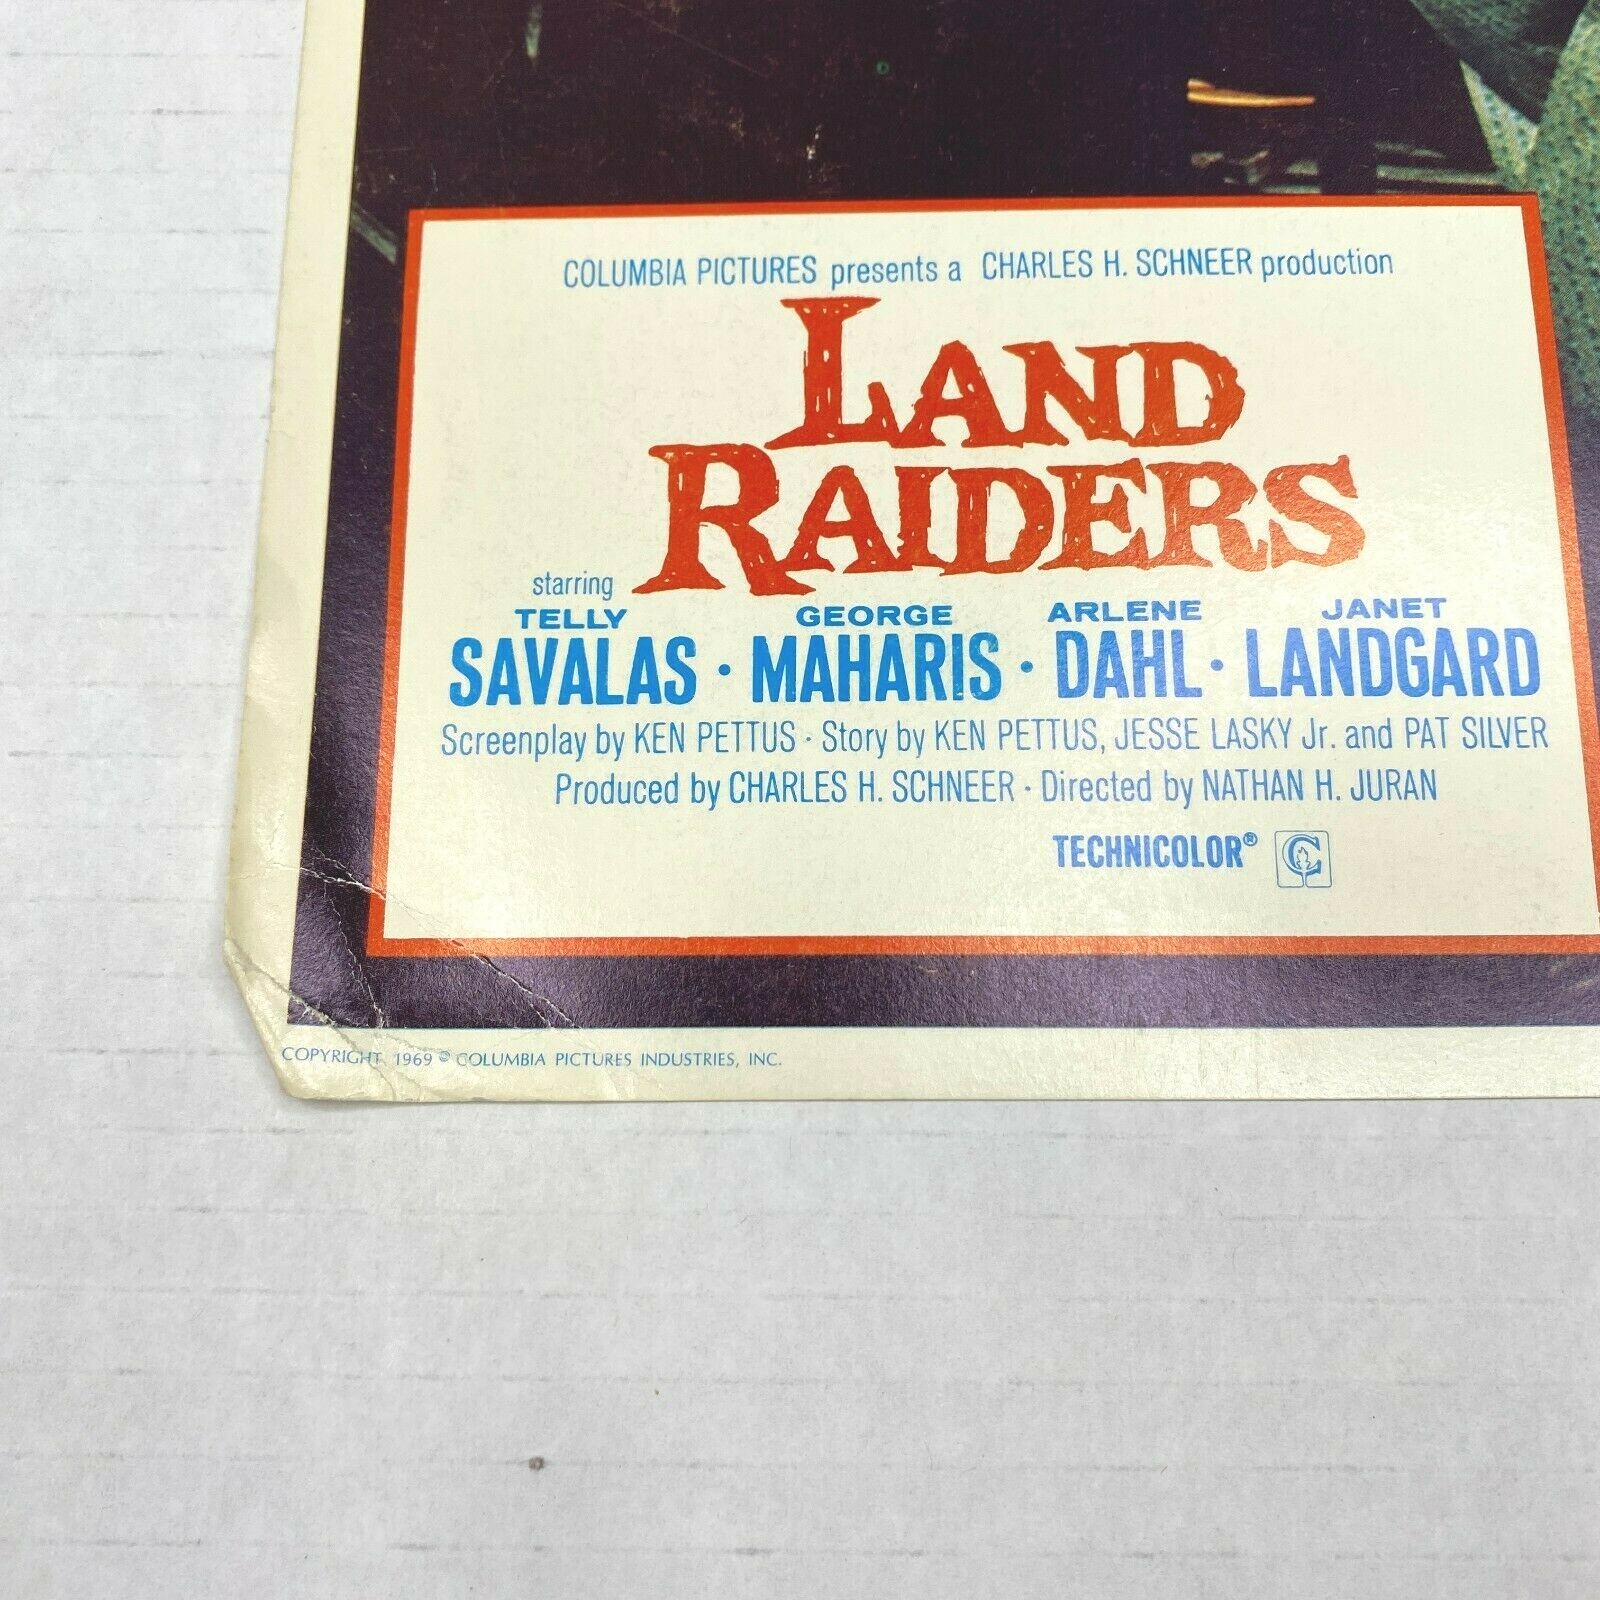 COLUMBIA PICTURES presents a CHARLES H. SCHNEER production
LAND
RAIDERS
starring
TELLY GEORGE ARLENE JANET
SAVALAS · MAHARIS · DAHL · LANDGARD
Screenplay by KEN PETTUS · Story by KEN PETTUS, JESSE LASKY Jr. and PAT SILVER
Produced by CHARLES H. SCHNEER · Directed by NATHAN H. JURAN
TECHNICOLOR® C
COPYRIGHT 1969 © COLUMBIA PICTURES INDUSTRIES, INC.